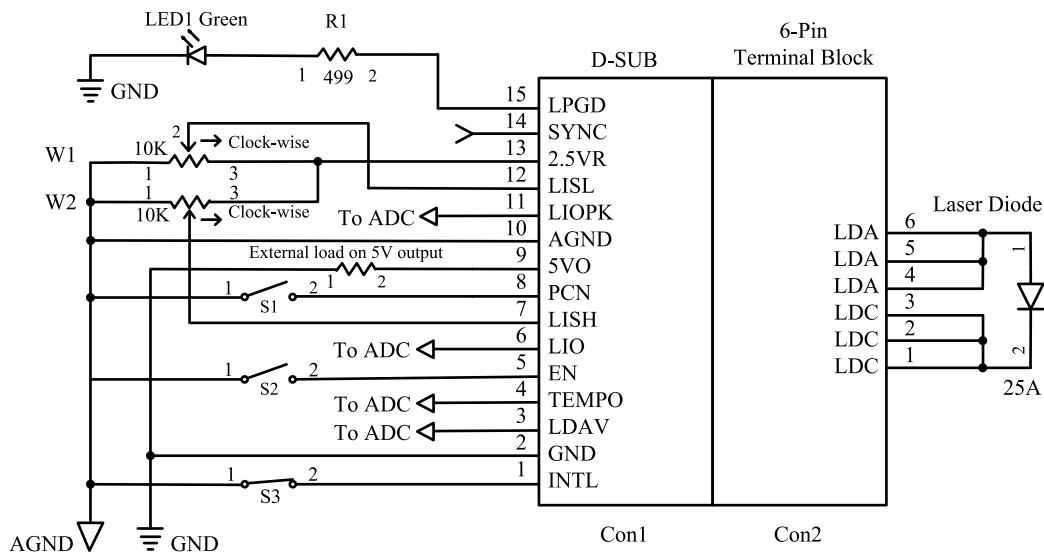 LED1 Green
R1
1 499 2
GND
6-Pin
Terminal Block
D-SUB
15 LPGD
14 SYNC
13 2.5VR
12 LISL
11 LIOPK
10 AGND
9 5VO
8 PCN
7 LISH
6 LIO
5 EN
4 TEMPO
3 LDAV
2 GND
1 INTL
W1
10K
2
Clock-wise
1 3
W2
1 3
10K
Clock-wise
To ADC
External load on 5V output
1 2
1 S1 2
To ADC
1 S2 2
To ADC
To ADC
1 S3 2
AGND
GND
Con1
Con2
Laser Diode
LDA 6
LDA 5
LDA 4
LDC 3
LDC 2
LDC 1
1
2
25A